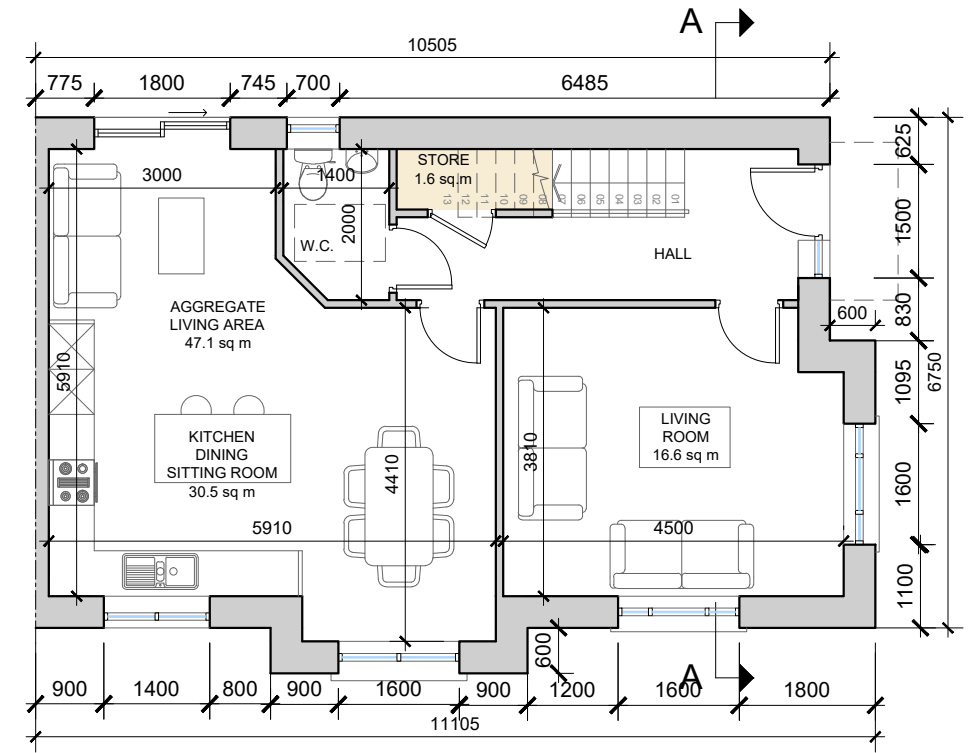 A
10505
775 1800 745 700 6485
3000
1400
STORE
1.6 sq.m
13 12 11 10 09 08 07 06 05 04 03 02 01
2000
W.C.
HALL
625
1500
830
600
6750
AGGREGATE
LIVING AREA
47.1 sq m
5910
1095
KITCHEN
DINING
SITTING ROOM
30.5 sq m
4410
3810
LIVING
ROOM
16.6 sq m
1600
5910
4500
1100
600
A
900 1400 800 900 1600 900 1200 1600 1800
11105